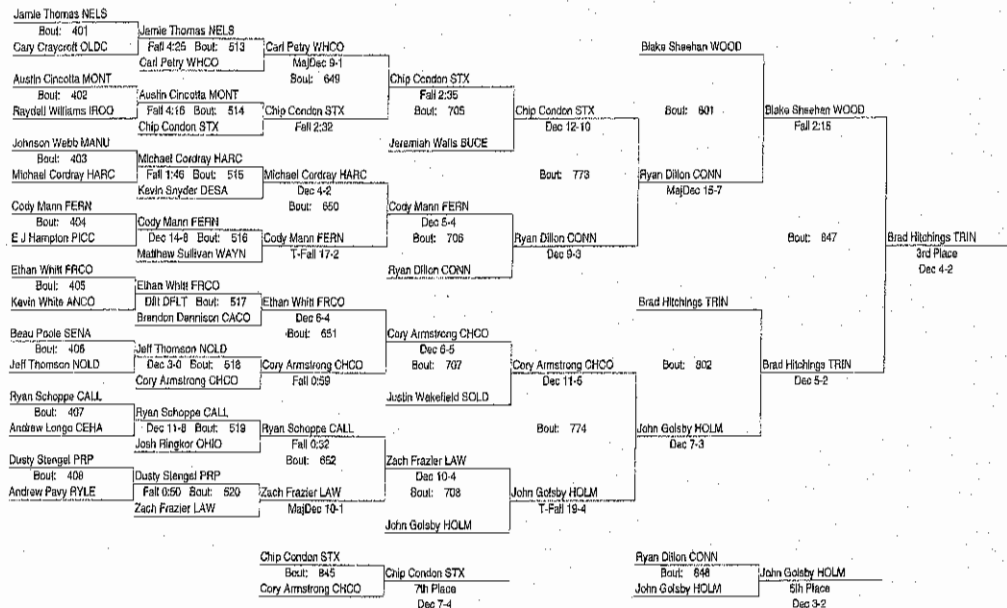 Jamie Thomas NELS
Bout: 401
Cary Craycroft OLDC
Austin Cincotta MONT
Bout: 402
Raydell Williams IROQ
Johnson Webb MANU
Bout: 403
Michael Cordray HARC
Cody Mann FERN
Bout: 404
E J Hampton PICC
Ethan Whitt FRCO
Bout: 405
Kevin White ANCO
Beau Poole SENA
Bout: 406
Jeff Thomson NOLD
Ryan Schoppe CALL
Bout: 407
Andrew Longo CEHA
Dusty Stengel PRP
Bout: 408
Andrew Pavy RYLE
Jamie Thomas NELS
Fall 4:26 Bout: 513
Carl Petry WHCO
Austin Cincotta MONT
Fall 4:16 Bout: 514
Chip Condon STX
Michael Cordray HARC
Fall 1:46 Bout: 515
Kevin Snyder DESA
Cody Mann FERN
Dec 14-8 Bout: 516
Matthew Sullivan WAYN
Ethan Whitt FRCO
Dflt DFLT Bout: 517
Brandon Dennison CACO
Jeff Thomson NOLD
Dec 3-0 Bout: 518
Cory Armstrong CHCO
Ryan Schoppe CALL
Dec 11-8 Bout: 519
Josh Ringkor OHIO
Dusty Stengel PRP
Fall 0:50 Bout: 520
Zach Frazier LAW
Carl Petry WHCO
MajDec 9-1
Bout: 649
Chip Condon STX
Fall 2:32
Michael Cordray HARC
Dec 4-2
Bout: 650
Cody Mann FERN
T-Fall 17-2
Ethan Whitt FRCO
Dec 6-4
Bout: 651
Cory Armstrong CHCO
Fall 0:59
Ryan Schoppe CALL
Fall 0:32
Bout: 652
Zach Frazier LAW
MajDec 10-1
Chip Condon STX
Fall 2:35
Bout: 705
Jeremiah Walls BUCE
Cody Mann FERN
Dec 5-4
Bout: 706
Ryan Dillon CONN
Cory Armstrong CHCO
Dec 6-5
Bout: 707
Justin Wakefield SOLD
Zach Frazier LAW
Dec 10-4
Bout: 708
John Golsby HOLM
Chip Condon STX
Dec 12-10
Bout: 773
Ryan Dillon CONN
Dec 9-3
Cory Armstrong CHCO
Dec 11-5
Bout: 774
John Golsby HOLM
T-Fall 19-4
Blake Sheehan WOOD
Bout: 801
Ryan Dillon CONN
MajDec 15-7
Brad Hitchings TRIN
Bout: 802
John Golsby HOLM
Dec 7-3
Blake Sheehan WOOD
Fall 2:15
Bout: 847
Brad Hitchings TRIN
Dec 5-2
Brad Hitchings TRIN
3rd Place
Dec 4-2
Chip Condon STX
Bout: 845
Cory Armstrong CHCO
Chip Condon STX
7th Place
Dec 7-4
Ryan Dillon CONN
Bout: 846
John Golsby HOLM
John Golsby HOLM
5th Place
Dec 3-2